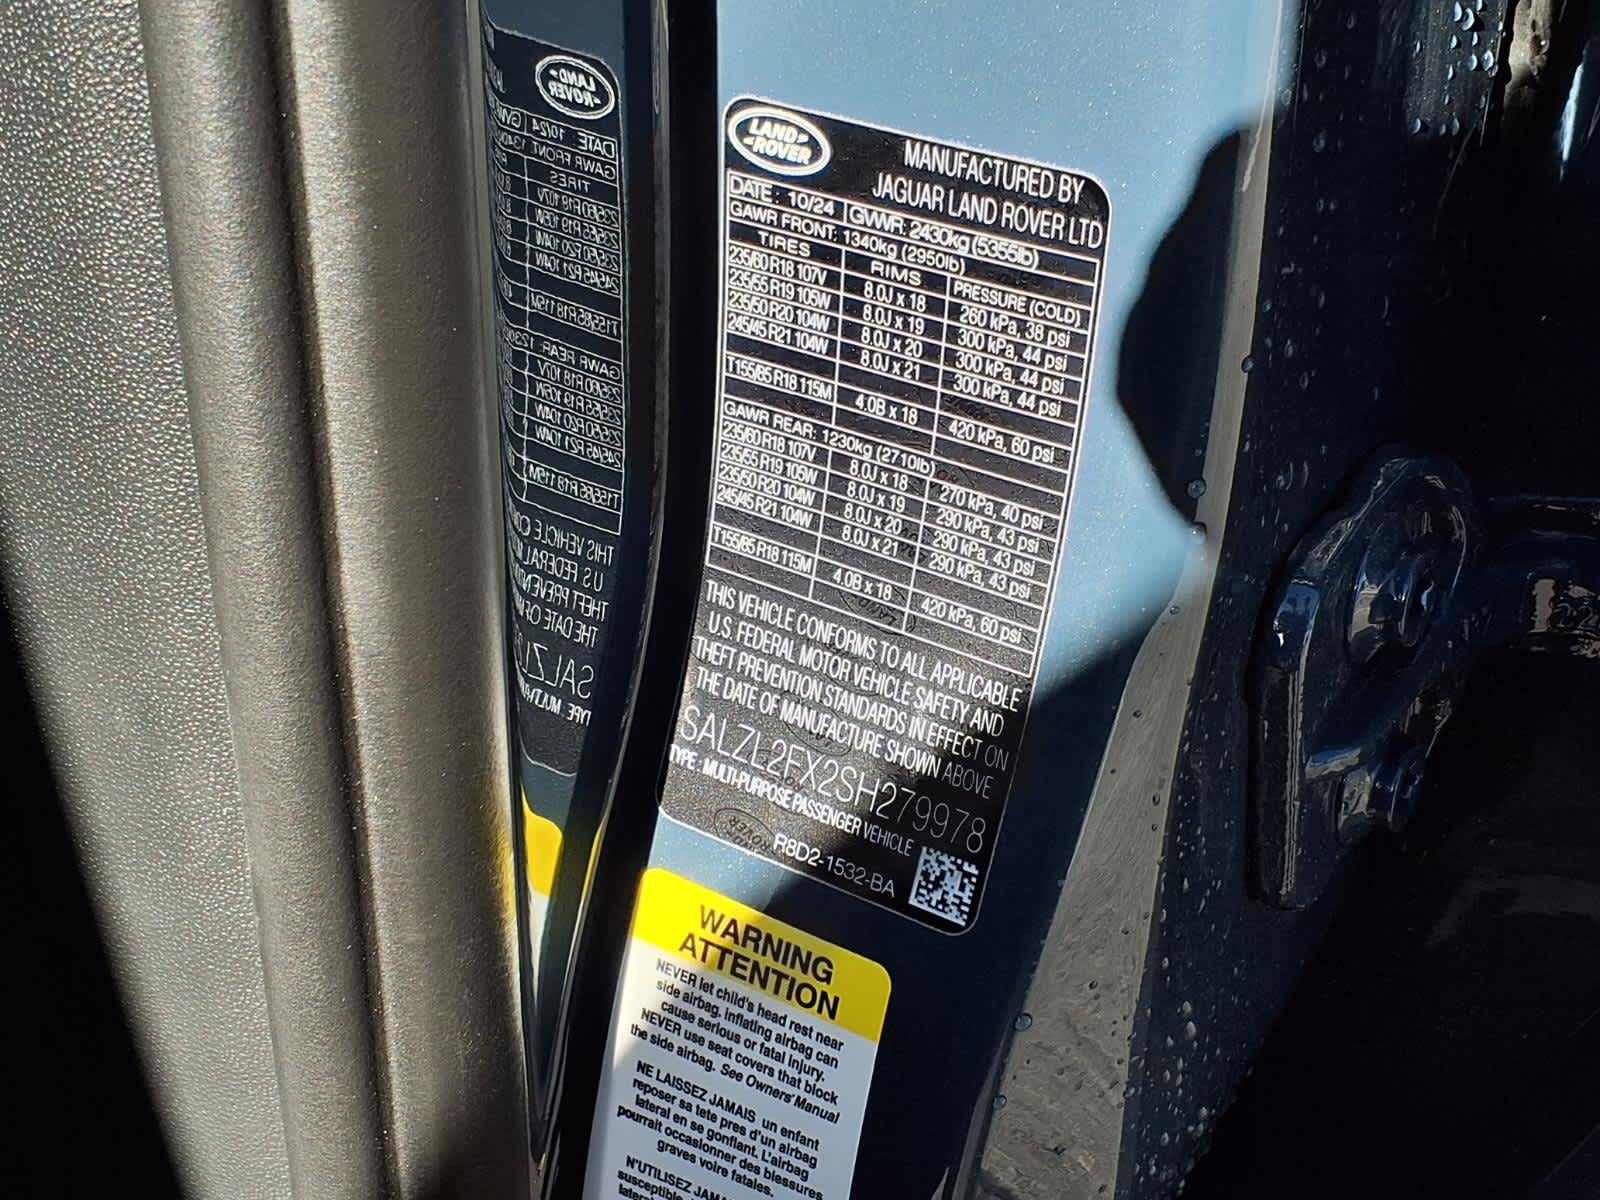 LAND ROVER
MANUFACTURED BY
JAGUAR LAND ROVER LTD
DATE : 10/24 GVWR: 2430kg (5355lb)
GAWR FRONT: 1340kg (2950lb)
TIRES RIMS PRESSURE (COLD)
235/60 R18 107V 8.0J x 18 260 kPa, 38 psi
235/55 R19 105W 8.0J x 19 300 kPa, 44 psi
235/50 R20 104W 8.0J x 20 300 kPa, 44 psi
245/45 R21 104W 8.0J x 21 300 kPa, 44 psi
T155/85 R18 115M 4.0B x 18 420 kPa, 60 psi
GAWR REAR: 1230kg (2710lb)
235/60 R18 107V 8.0J x 18 270 kPa, 40 psi
235/55 R19 105W 8.0J x 19 290 kPa, 43 psi
235/50 R20 104W 8.0J x 20 290 kPa, 43 psi
245/45 R21 104W 8.0J x 21 290 kPa, 43 psi
T155/85 R18 115M 4.0B x 18 420 kPa, 60 psi
THIS VEHICLE CONFORMS TO ALL APPLICABLE
U.S. FEDERAL MOTOR VEHICLE SAFETY AND
THEFT PREVENTION STANDARDS IN EFFECT ON
THE DATE OF MANUFACTURE SHOWN ABOVE
SALZL2FX2SH279978
TYPE : MULTI-PURPOSE PASSENGER VEHICLE
R8D2-1532-BA
WARNING
ATTENTION
NEVER let child's head rest near
side airbag. inflating airbag can
cause serious or fatal injury.
NEVER use seat covers that block
the side airbag. See Owners' Manual
NE LAISSEZ JAMAIS un enfant
reposer sa tete pres d'un airbag
lateral en se gonflant. L'airbag
pourrait occasionner des blessures
graves voire fatales.
N'UTILISEZ JAMAIS
susceptible